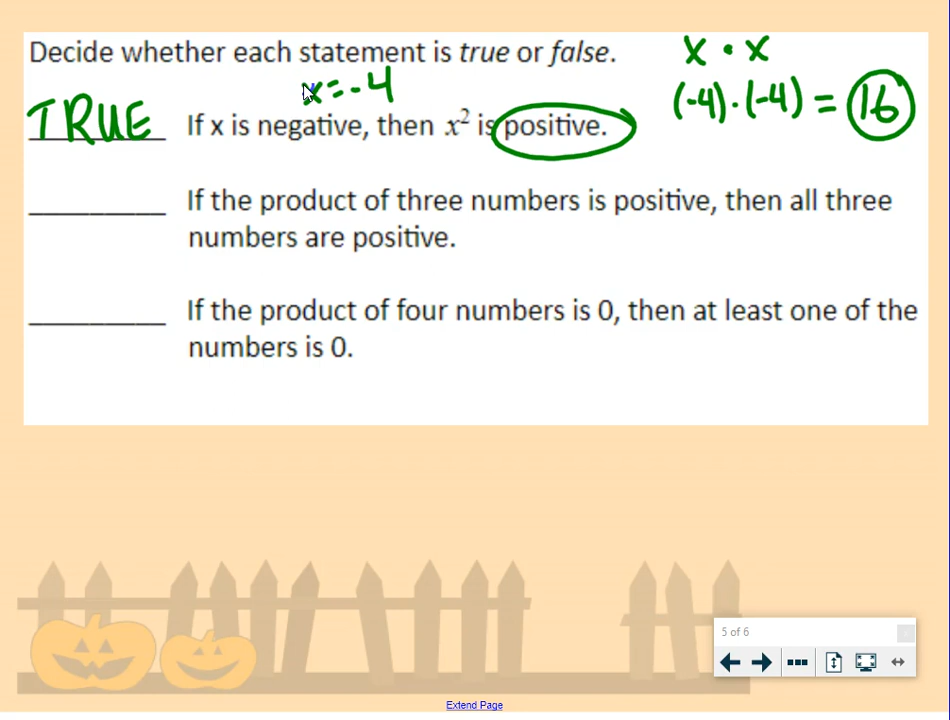 Decide whether each statement is true or false.
x · x
x = -4
(-4) · (-4) = 16
TRUE If x is negative, then x² is positive.
_________ If the product of three numbers is positive, then all three
numbers are positive.
_________ If the product of four numbers is 0, then at least one of the
numbers is 0.
5 of 6
Extend Page